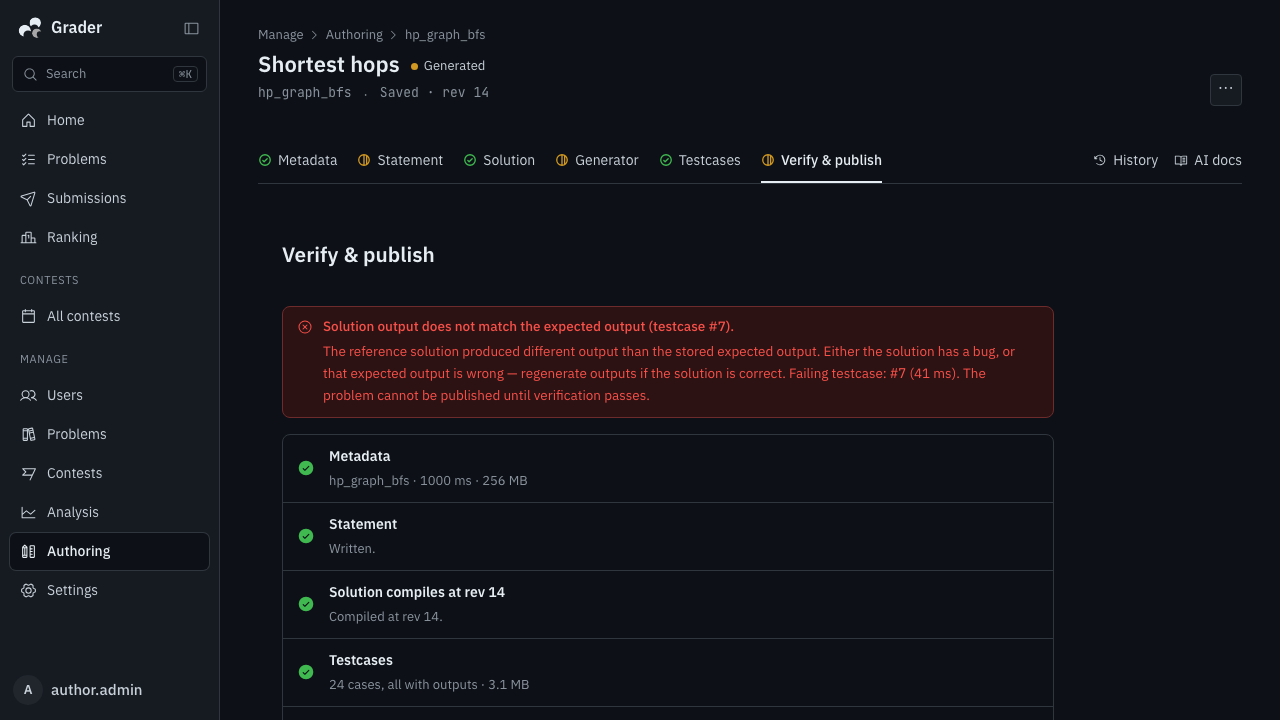 Grader
Search
⌘K
Home
Problems
Submissions
Ranking
CONTESTS
All contests
MANAGE
Users
Problems
Contests
Analysis
Authoring
Settings
A
author.admin
Manage
Authoring
hp_graph_bfs
Shortest hops
Generated
hp_graph_bfs . Saved · rev 14
...
Metadata
Statement
Solution
Generator
Testcases
Verify & publish
History
AI docs
Verify & publish
Solution output does not match the expected output (testcase #7).
The reference solution produced different output than the stored expected output. Either the solution has a bug, or
that expected output is wrong — regenerate outputs if the solution is correct. Failing testcase: #7 (41 ms). The
problem cannot be published until verification passes.
Metadata
hp_graph_bfs · 1000 ms · 256 MB
Statement
Written.
Solution compiles at rev 14
Compiled at rev 14.
Testcases
24 cases, all with outputs · 3.1 MB